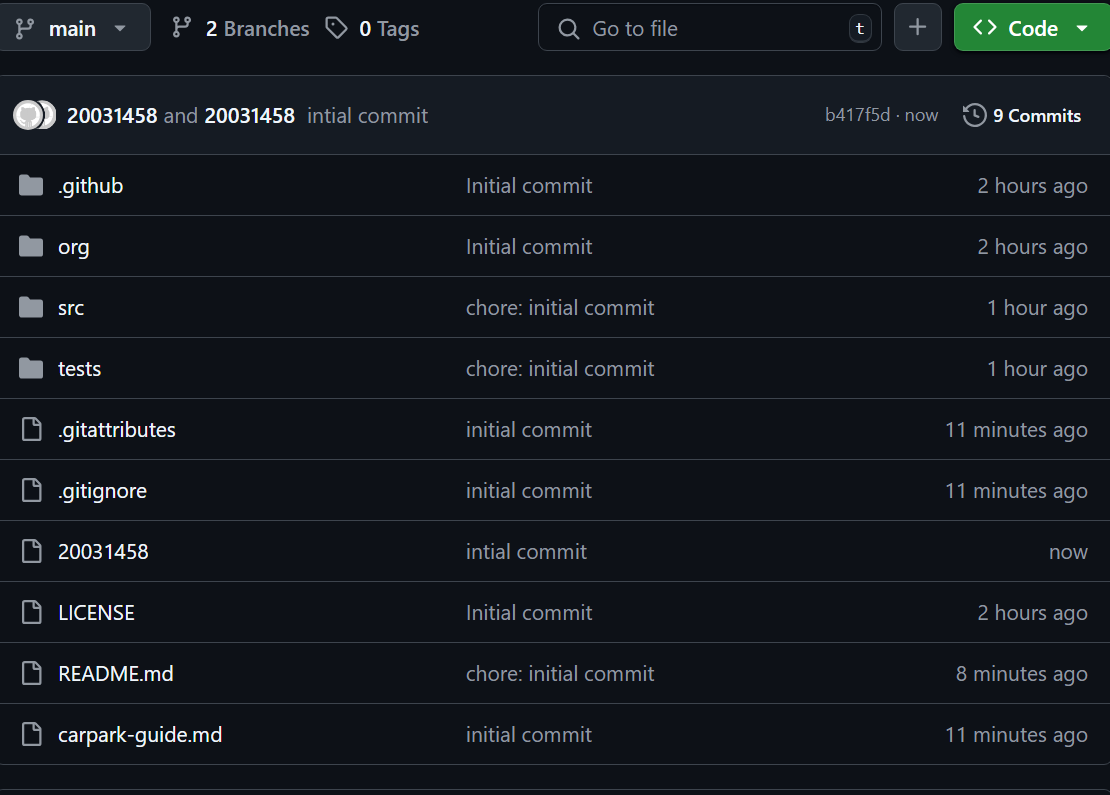 main 2 Branches 0 Tags Go to file t + Code
20031458 and 20031458 intial commit b417f5d · now 9 Commits
.github Initial commit 2 hours ago
org Initial commit 2 hours ago
src chore: initial commit 1 hour ago
tests chore: initial commit 1 hour ago
.gitattributes initial commit 11 minutes ago
.gitignore initial commit 11 minutes ago
20031458 intial commit now
LICENSE Initial commit 2 hours ago
README.md chore: initial commit 8 minutes ago
carpark-guide.md initial commit 11 minutes ago